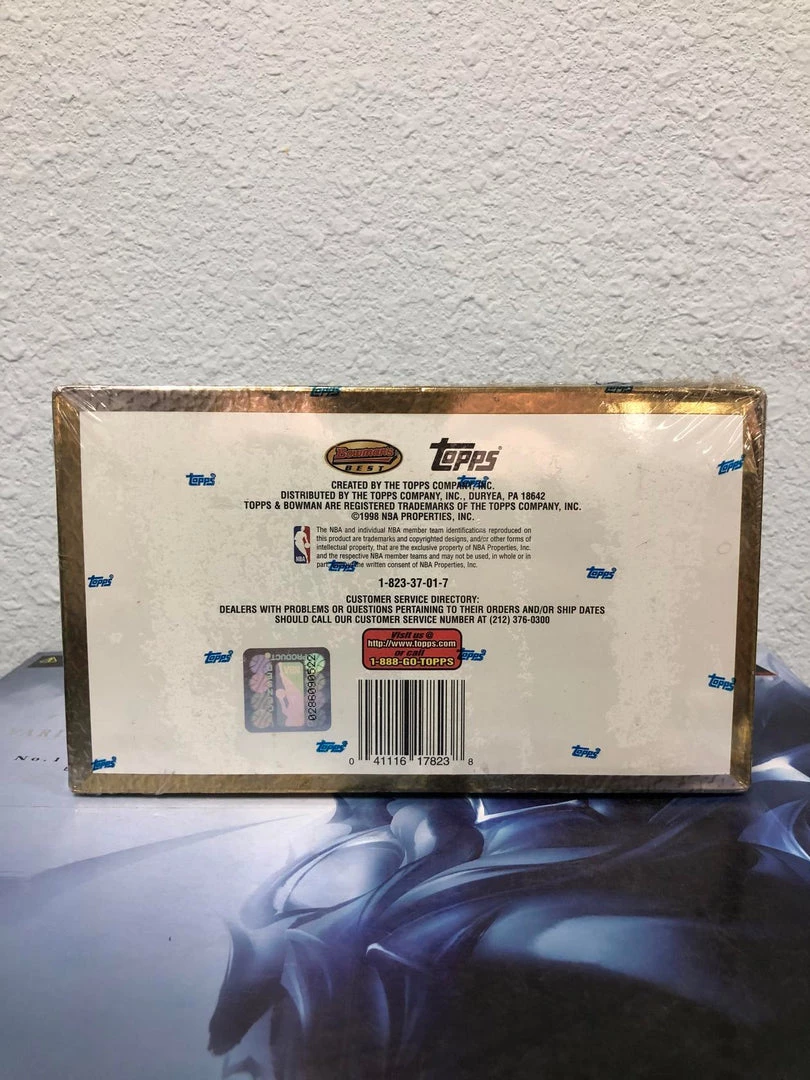 Topps
Bowman's
BEST
Topps
CREATED BY THE TOPPS COMPANY, INC.
DISTRIBUTED BY THE TOPPS COMPANY, INC., DURYEA, PA 18642
TOPPS & BOWMAN ARE REGISTERED TRADEMARKS OF THE TOPPS COMPANY, INC.
©1998 NBA PROPERTIES, INC.
The NBA and individual NBA member team identifications reproduced on
this product are trademarks and copyrighted designs, and/or other forms of
intellectual property, that are the exclusive property of NBA Properties, Inc.
and the respective NBA member teams and may not be used, in whole or in
the written consent of NBA Properties, Inc.
NBA
1-823-37-01-7
CUSTOMER SERVICE DIRECTORY:
DEALERS WITH PROBLEMS OR QUESTIONS PERTAINING TO THEIR ORDERS AND/OR SHIP DATES
SHOULD CALL OUR CUSTOMER SERVICE NUMBER AT (212) 376-0300
Visit us @
http://www.topps.com
or call
1-888-GO-TOPPS
PRODUCT
0 41116 17823 8
No. 1